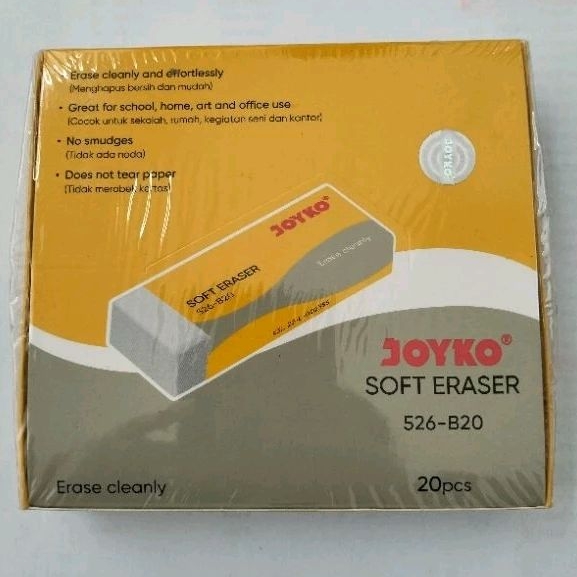 Erase cleanly and effortlessly
(Menghapus bersih dan mudah)
• Great for school, home, art and office use
(Cocok untuk sekolah, rumah, kegiatan seni dan kantor)
• No smudges
(Tidak ada noda)
• Does not tear paper
(Tidak merobek kertas)
JOYKO
JOYKO®
Erase cleanly
SOFT ERASER
526-B20
JOYKO®
SOFT ERASER
526-B20
Erase cleanly
20pcs